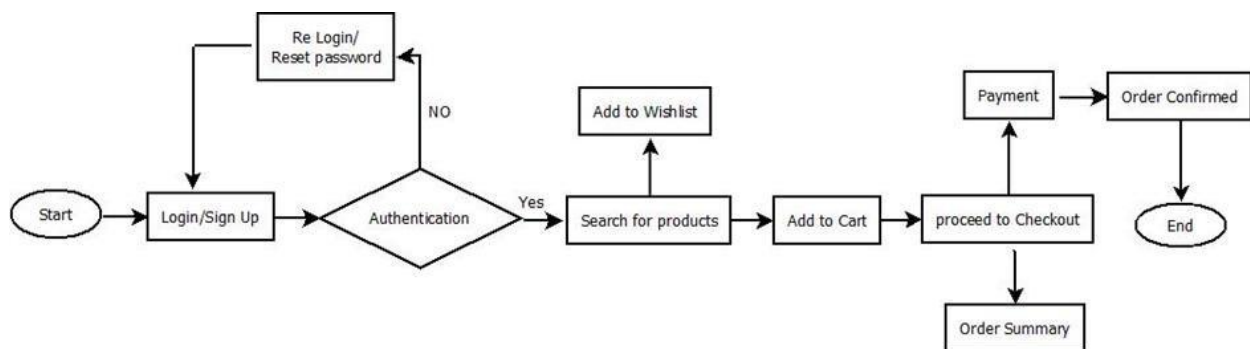 Re Login/
Reset password
NO
Add to Wishlist
Payment
Order Confirmed
Start
Login/Sign Up
Authentication
Yes
Search for products
Add to Cart
proceed to Checkout
End
Order Summary